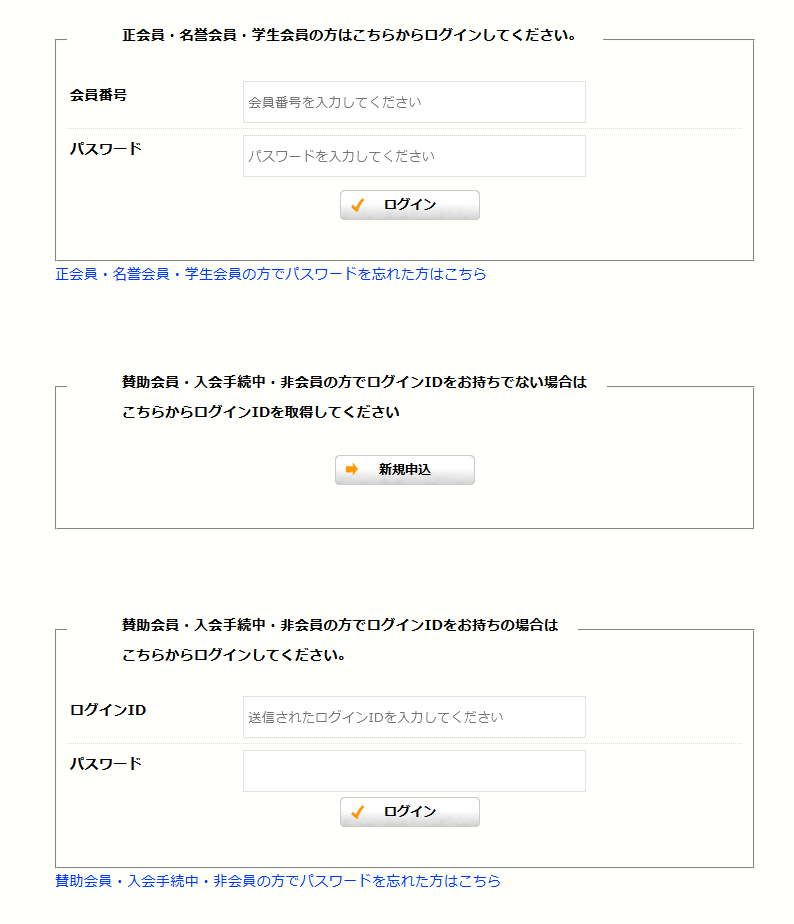 正会員・名誉会員・学生会員の方はこちらからログインしてください。
会員番号
会員番号を入力してください
パスワード
パスワードを入力してください
ログイン
正会員・名誉会員・学生会員の方でパスワードを忘れた方はこちら
賛助会員・入会手続中・非会員の方でログインIDをお持ちでない場合は
こちらからログインIDを取得してください
新規申込
賛助会員・入会手続中・非会員の方でログインIDをお持ちの場合は
こちらからログインしてください。
ログインID
送信されたログインIDを入力してください
パスワード
ログイン
賛助会員・入会手続中・非会員の方でパスワードを忘れた方はこちら